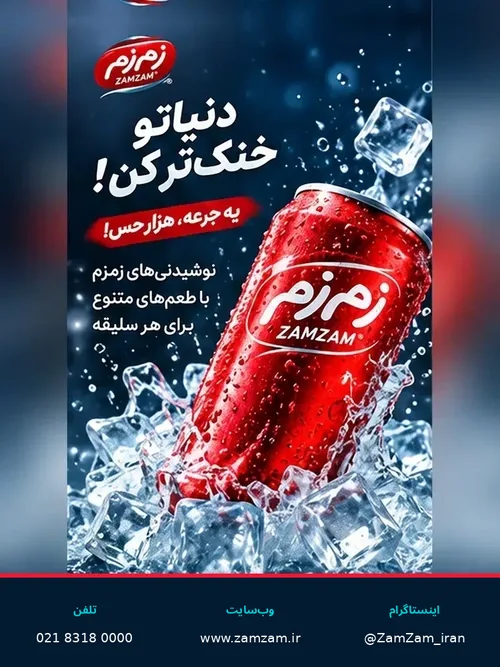 زمزم
ZAMZAM®
دنیاتو
خنک‌تر کن!
یه جرعه، هزار حس!
نوشیدنی‌های زمزم
با طعم‌های متنوع
برای هر سلیقه
زمزم
ZAMZAM®
اینستاگرام
@ZamZam_iran
وب‌سایت
www.zamzam.ir
تلفن
021 8318 0000